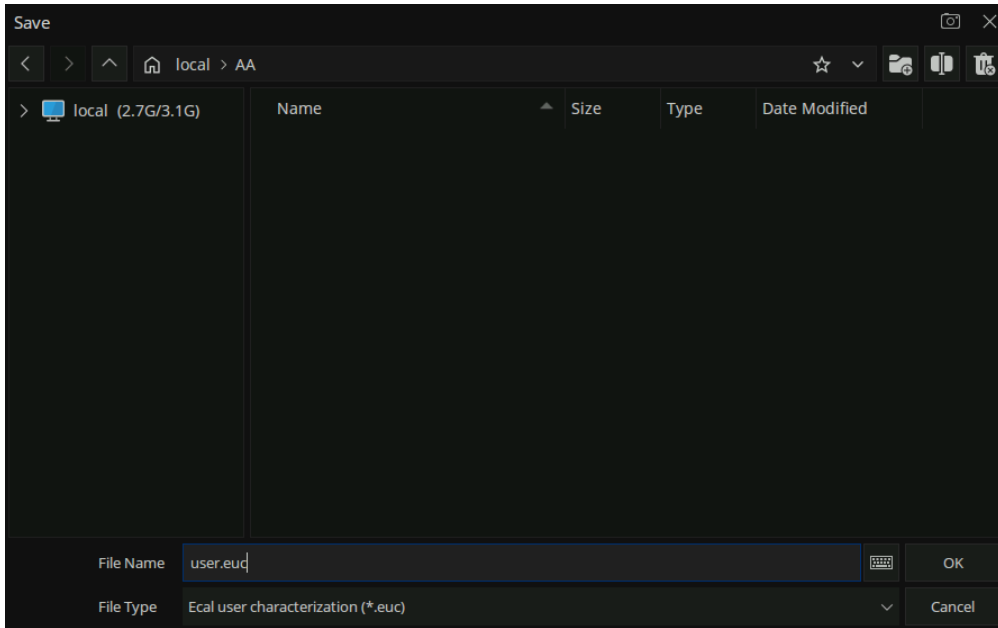 Save
local > AA
local (2.7G/3.1G)
Name Size Type Date Modified
File Name user.euc OK
File Type Ecal user characterization (*.euc) Cancel